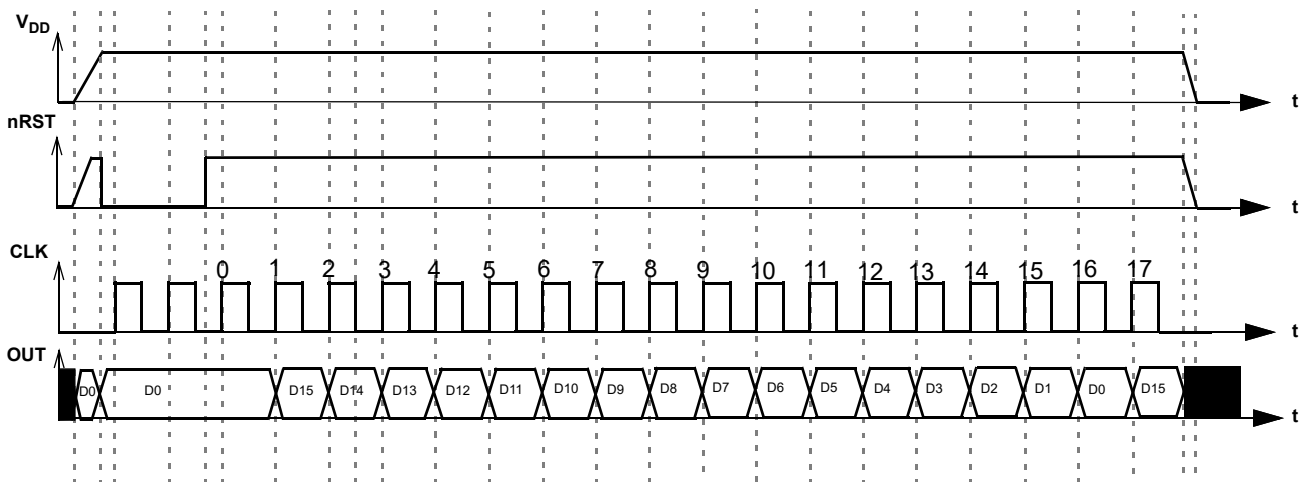 VDD
t
nRST
t
CLK
0 1 2 3 4 5 6 7 8 9 10 11 12 13 14 15 16 17
t
OUT
D0 D0 D15 D14 D13 D12 D11 D10 D9 D8 D7 D6 D5 D4 D3 D2 D1 D0 D15
t